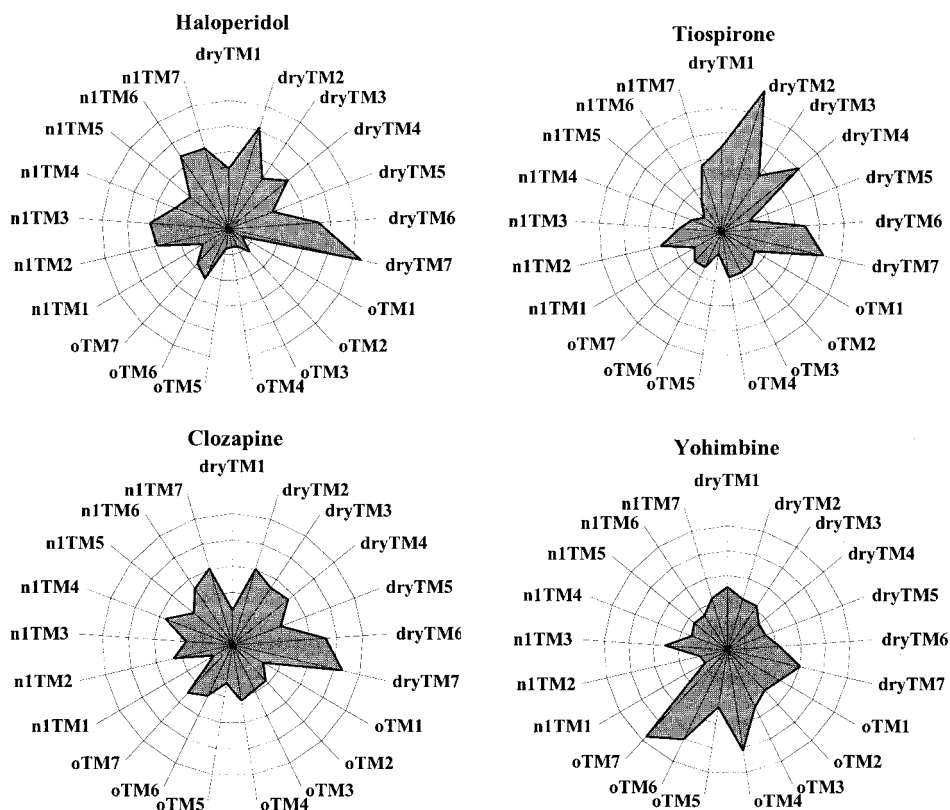 Haloperidol
dryTM1
dryTM2
dryTM3
dryTM4
dryTM5
dryTM6
dryTM7
oTM1
oTM2
oTM3
oTM4
oTM5
oTM6
oTM7
n1TM1
n1TM2
n1TM3
n1TM4
n1TM5
n1TM6
n1TM7
Tiospirone
dryTM1
dryTM2
dryTM3
dryTM4
dryTM5
dryTM6
dryTM7
oTM1
oTM2
oTM3
oTM4
oTM5
oTM6
oTM7
n1TM1
n1TM2
n1TM3
n1TM4
n1TM5
n1TM6
n1TM7
Clozapine
dryTM1
dryTM2
dryTM3
dryTM4
dryTM5
dryTM6
dryTM7
oTM1
oTM2
oTM3
oTM4
oTM5
oTM6
oTM7
n1TM1
n1TM2
n1TM3
n1TM4
n1TM5
n1TM6
n1TM7
Yohimbine
dryTM1
dryTM2
dryTM3
dryTM4
dryTM5
dryTM6
dryTM7
oTM1
oTM2
oTM3
oTM4
oTM5
oTM6
oTM7
n1TM1
n1TM2
n1TM3
n1TM4
n1TM5
n1TM6
n1TM7